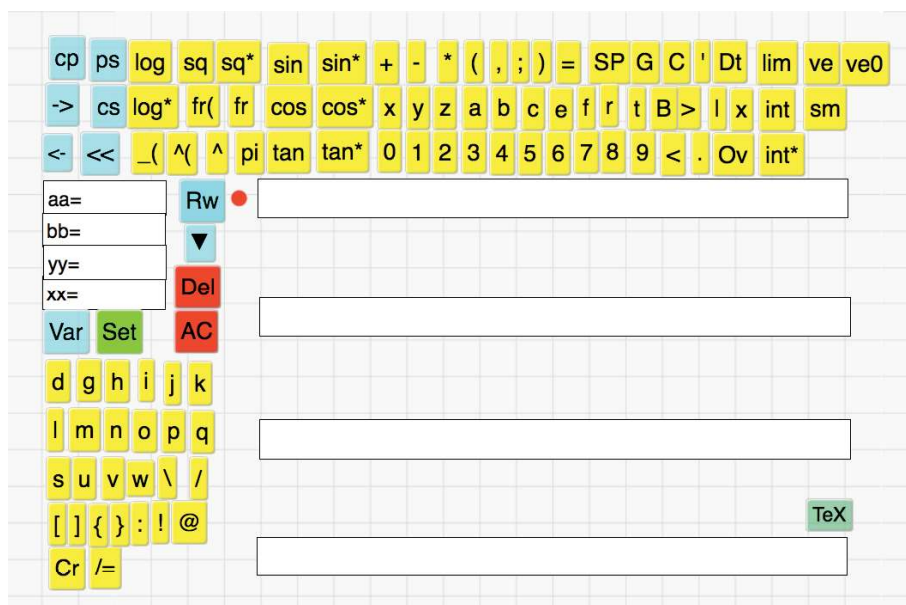 cp ps log sq sq* sin sin* + - * ( , ; ) = SP G C ' Dt lim ve ve0
-> cs log* fr( fr cos cos* x y z a b c e f r t B > l x int sm
<- << _( ^( ^ pi tan tan* 0 1 2 3 4 5 6 7 8 9 < . Ov int*
aa= Rw
bb= ▼
yy=
xx= Del
Var Set AC
d g h i j k
l m n o p q
s u v w \ /
[ ] { } : ! @
TeX
Cr /=